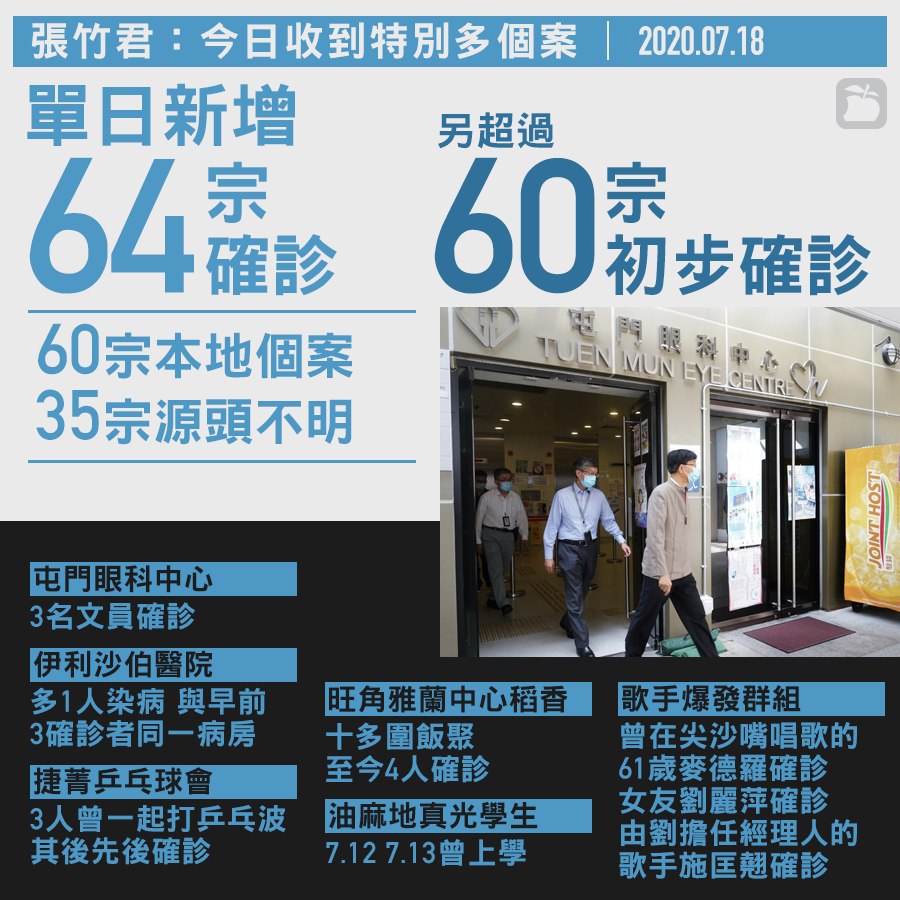 張竹君：今日收到特別多個案 | 2020.07.18
單日新增
64宗
確診
另超過
60宗
初步確診
60宗本地個案
35宗源頭不明
屯門眼科中心
TUEN MUN EYE CENTRE
JOINT HOST
屯門眼科中心
3名文員確診
伊利沙伯醫院
多1人染病 與早前
3確診者同一病房
捷菁乒乓球會
3人曾一起打乒乓波
其後先後確診
旺角雅蘭中心稻香
十多圍飯聚
至今4人確診
油麻地真光學生
7.12 7.13曾上學
歌手爆發群組
曾在尖沙嘴唱歌的
61歲麥德羅確診
女友劉麗萍確診
由劉擔任經理人的
歌手施匡翹確診